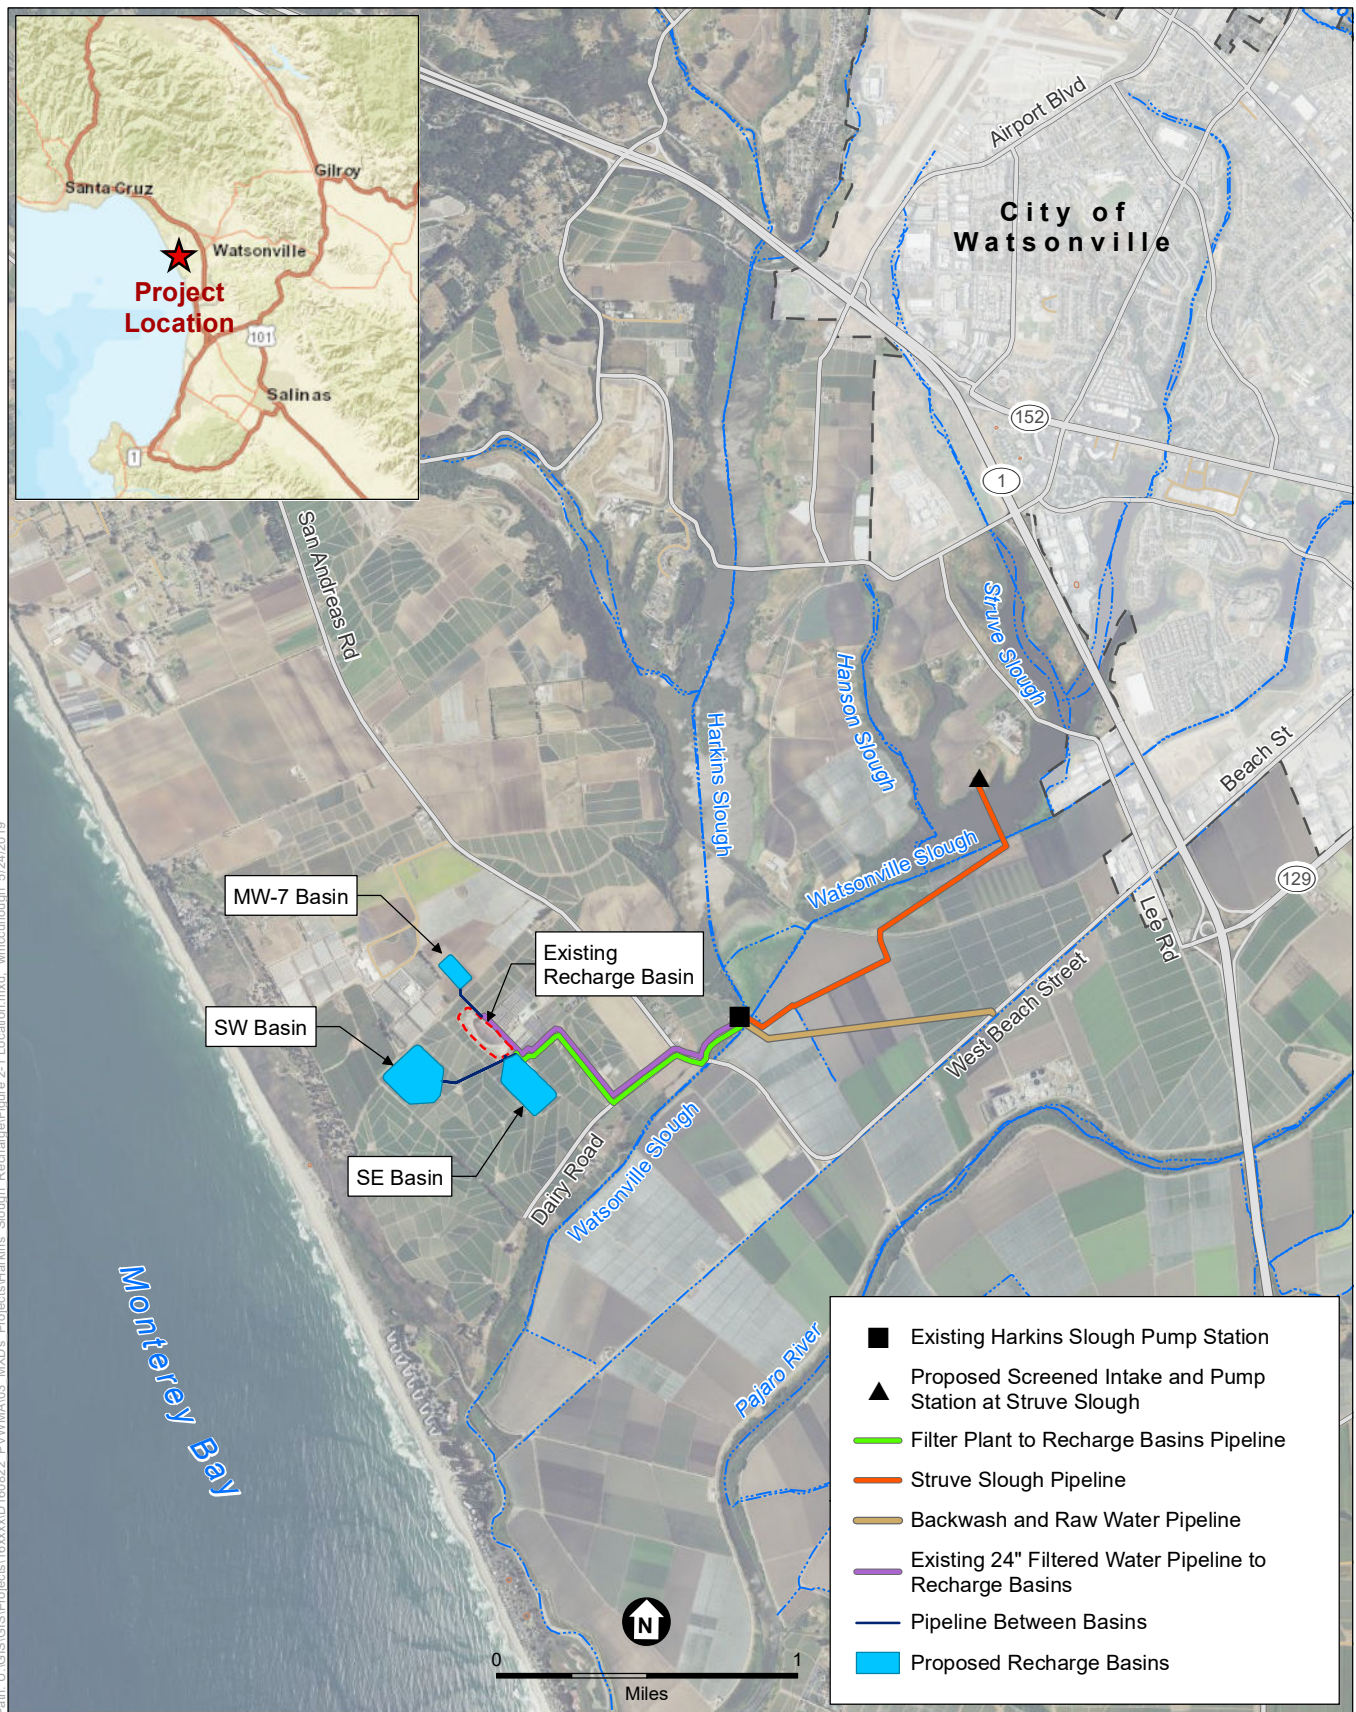 Santa Cruz
Gilroy
Watsonville
Project
Location
101
Salinas
1
Airport Blvd
City of
Watsonville
152
1
San Andreas Rd
Struve Slough
Hanson Slough
Harkins Slough
Beach St
Watsonville Slough
129
Lee Rd
MW-7 Basin
Existing
Recharge Basin
SW Basin
West Beach Street
SE Basin
Dairy Road
Watsonville Slough
Monterey Bay
Pajaro River
Existing Harkins Slough Pump Station
Proposed Screened Intake and Pump
Station at Struve Slough
Filter Plant to Recharge Basins Pipeline
Struve Slough Pipeline
Backwash and Raw Water Pipeline
Existing 24" Filtered Water Pipeline to
Recharge Basins
Pipeline Between Basins
Proposed Recharge Basins
N
0 1
Miles